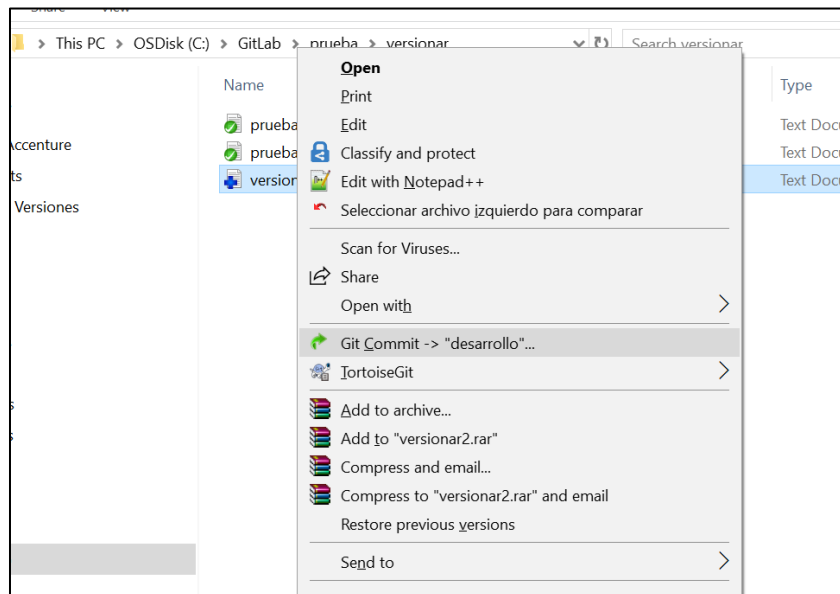 This PC > OSDisk (C:) > GitLab > prueba > versionar
Search versionar
Name
Type
prueba
Text Docu
Accenture
prueba
Text Docu
ts
version
Text Docu
Versiones
Open
Print
Edit
Classify and protect
Edit with Notepad++
Seleccionar archivo izquierdo para comparar
Scan for Viruses...
Share
Open with
Git Commit -> "desarrollo"...
TortoiseGit
Add to archive...
Add to "versionar2.rar"
Compress and email...
Compress to "versionar2.rar" and email
Restore previous versions
Send to